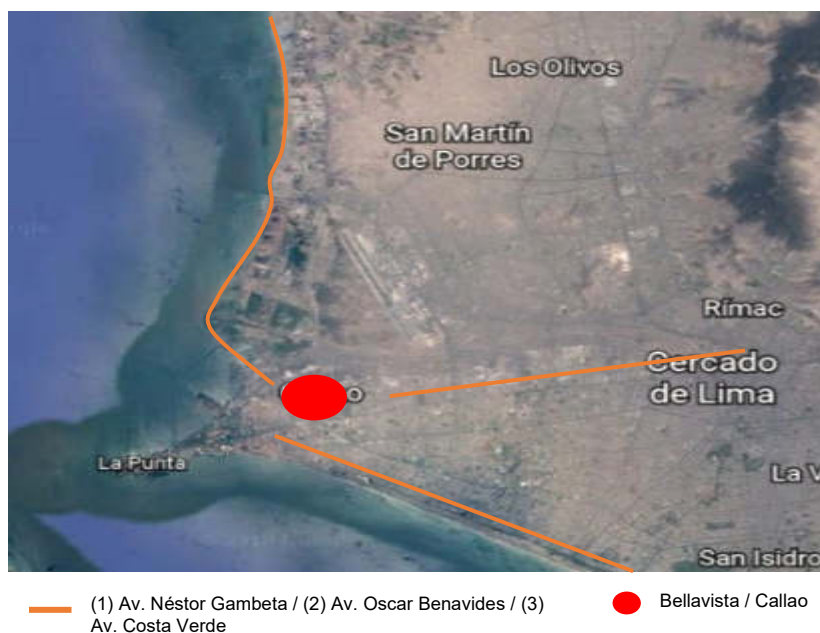 Los Olivos
San Martín
de Porres
Rímac
Cercado
de Lima
La Punta
La V
San Isidro
(1) Av. Néstor Gambeta / (2) Av. Oscar Benavides / (3)
Av. Costa Verde
Bellavista / Callao